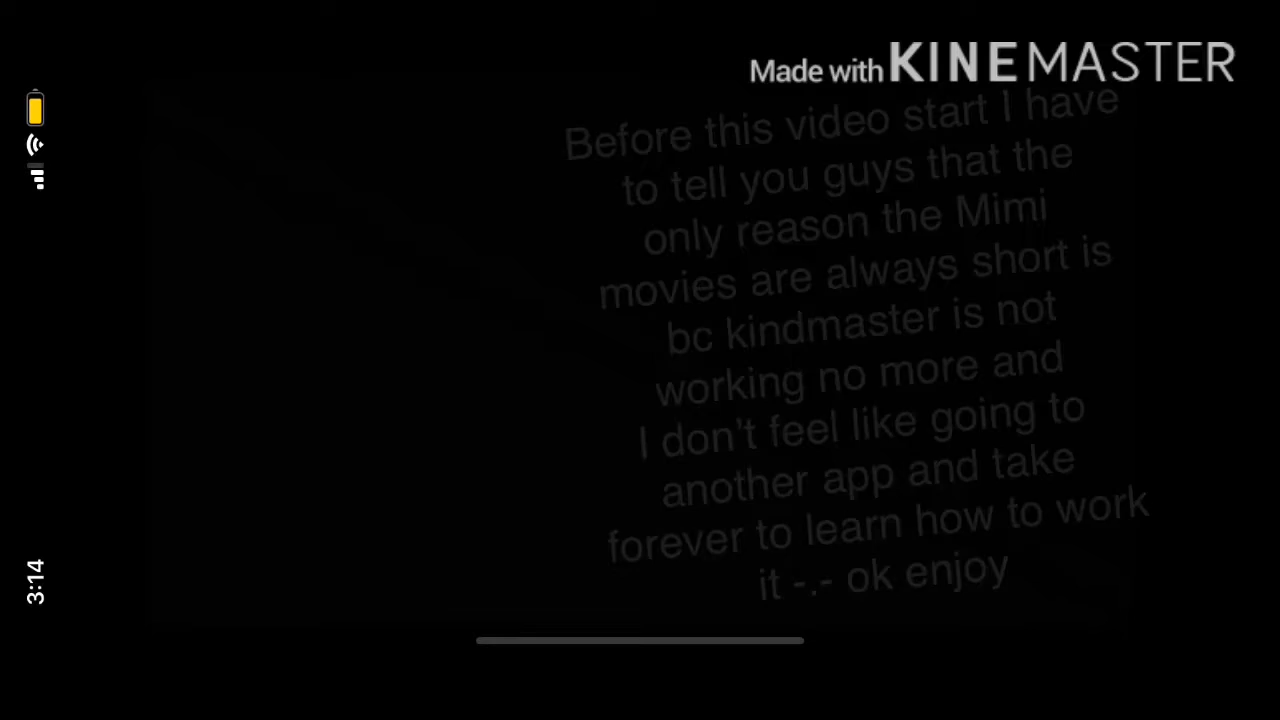 Made with KINEMASTER
Before this video start I have
to tell you guys that the
only reason the Mimi
movies are always short is
bc kindmaster is not
working no more and
I don't feel like going to
another app and take
forever to learn how to work
it -.- ok enjoy
3:14